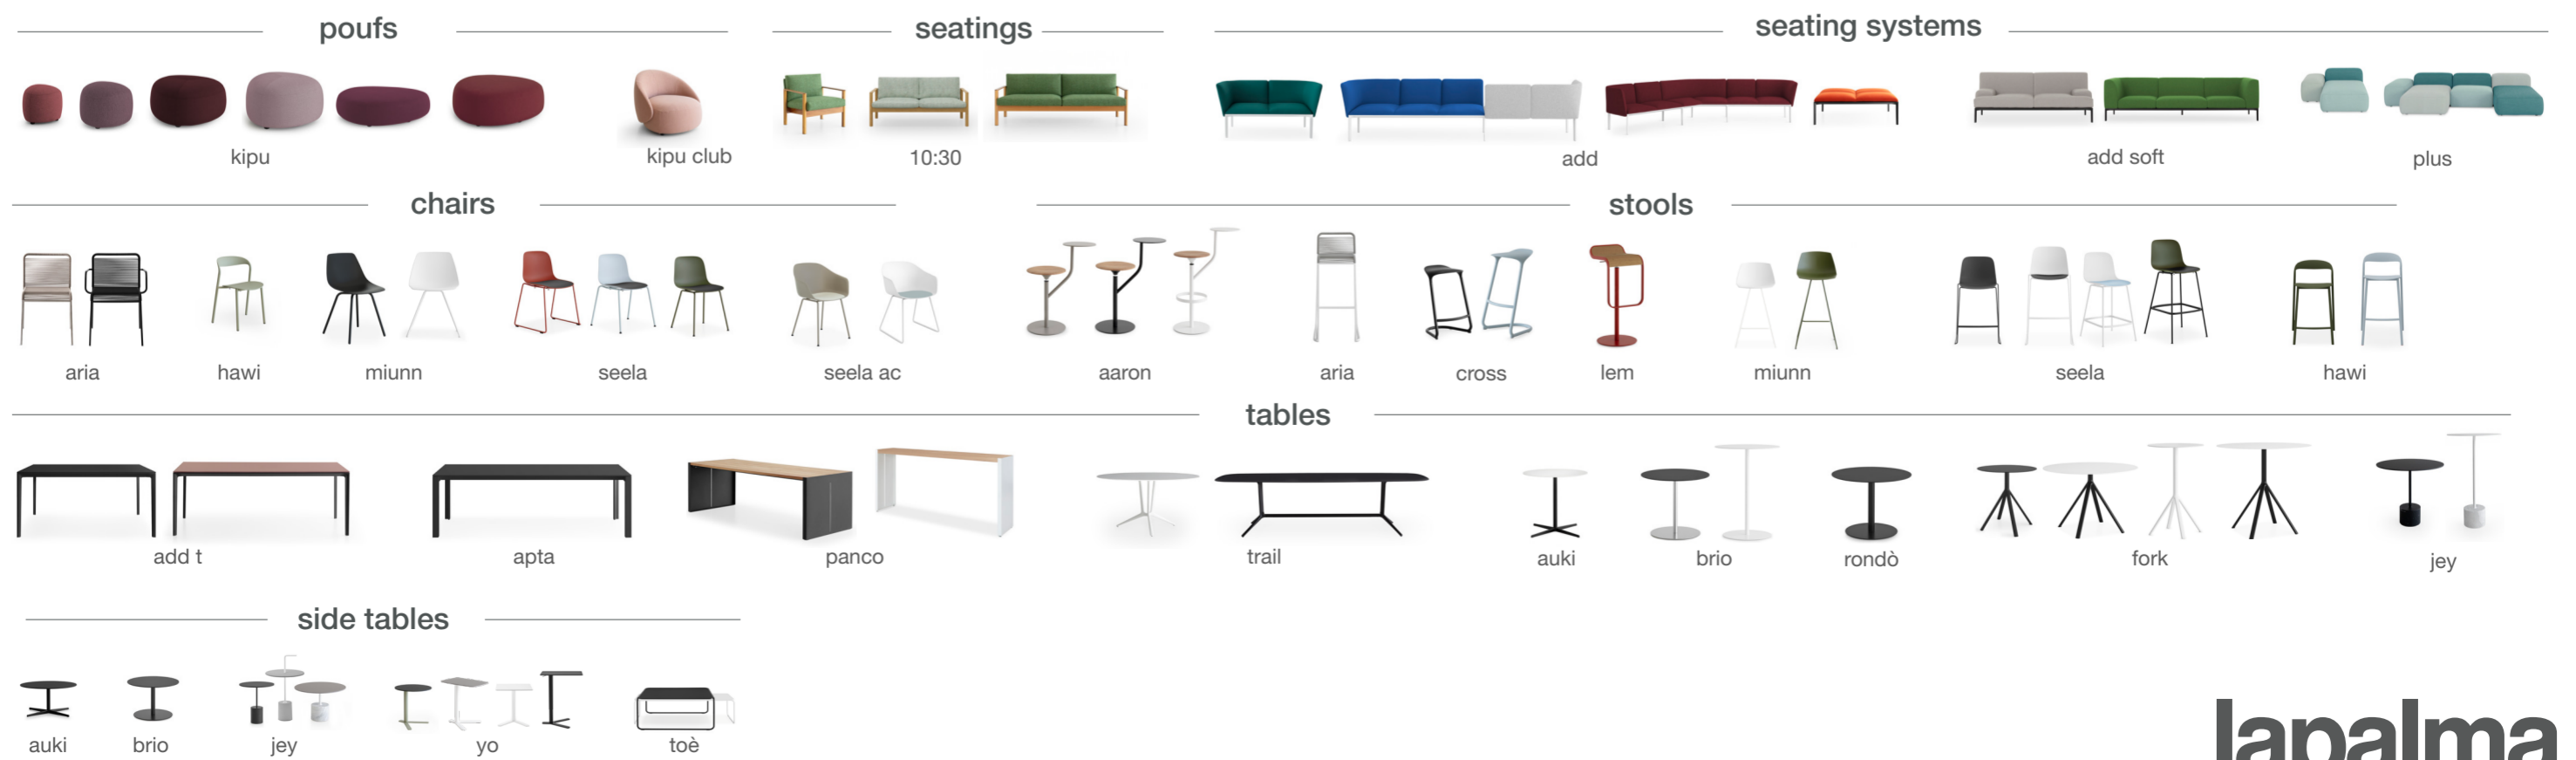 poufs
seatings
seating systems
kipu
kipu club
10:30
add
add soft
plus
chairs
stools
aria
hawi
miunn
seela
seela ac
aaron
aria
cross
lem
miunn
seela
hawi
tables
add t
apta
panco
trail
auki
brio
rondò
fork
jey
side tables
auki
brio
jey
yo
toè
lapalma